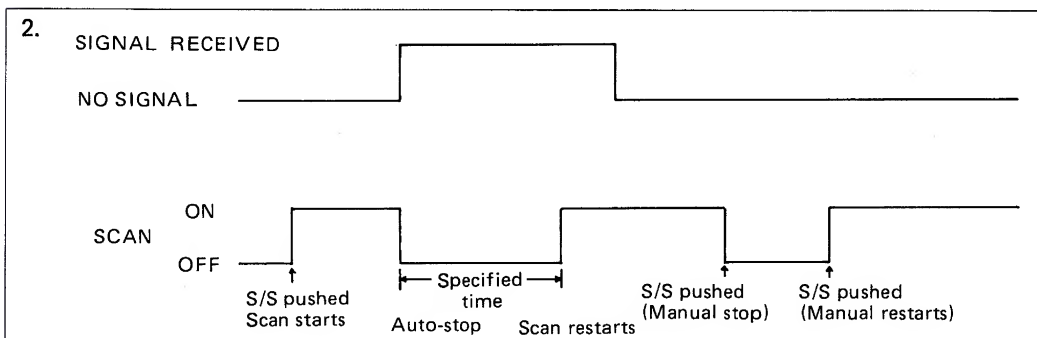 2.
SIGNAL RECEIVED
NO SIGNAL
ON
SCAN
OFF
Specified
time
S/S pushed
Scan starts
Auto-stop
Scan restarts
S/S pushed
(Manual stop)
S/S pushed
(Manual restarts)